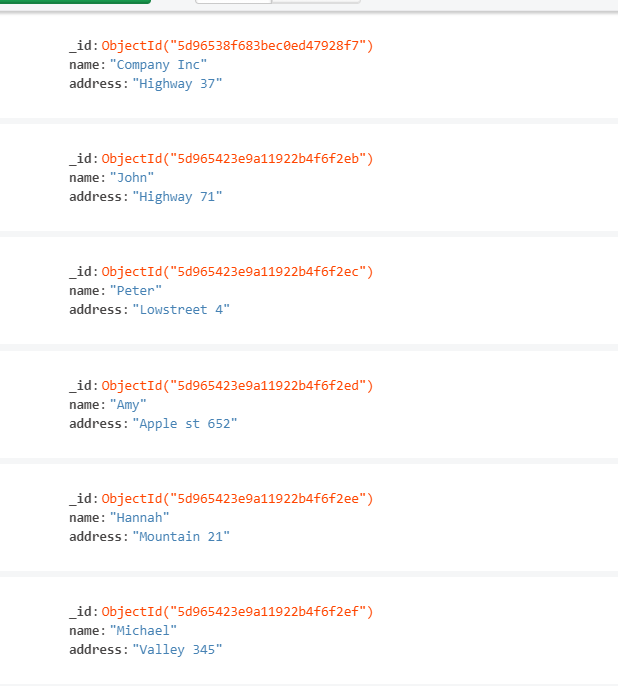 _id: ObjectId("5d96538f683bec0ed47928f7")
name: "Company Inc"
address: "Highway 37"
_id: ObjectId("5d965423e9a11922b4f6f2eb")
name: "John"
address: "Highway 71"
_id: ObjectId("5d965423e9a11922b4f6f2ec")
name: "Peter"
address: "Lowstreet 4"
_id: ObjectId("5d965423e9a11922b4f6f2ed")
name: "Amy"
address: "Apple st 652"
_id: ObjectId("5d965423e9a11922b4f6f2ee")
name: "Hannah"
address: "Mountain 21"
_id: ObjectId("5d965423e9a11922b4f6f2ef")
name: "Michael"
address: "Valley 345"